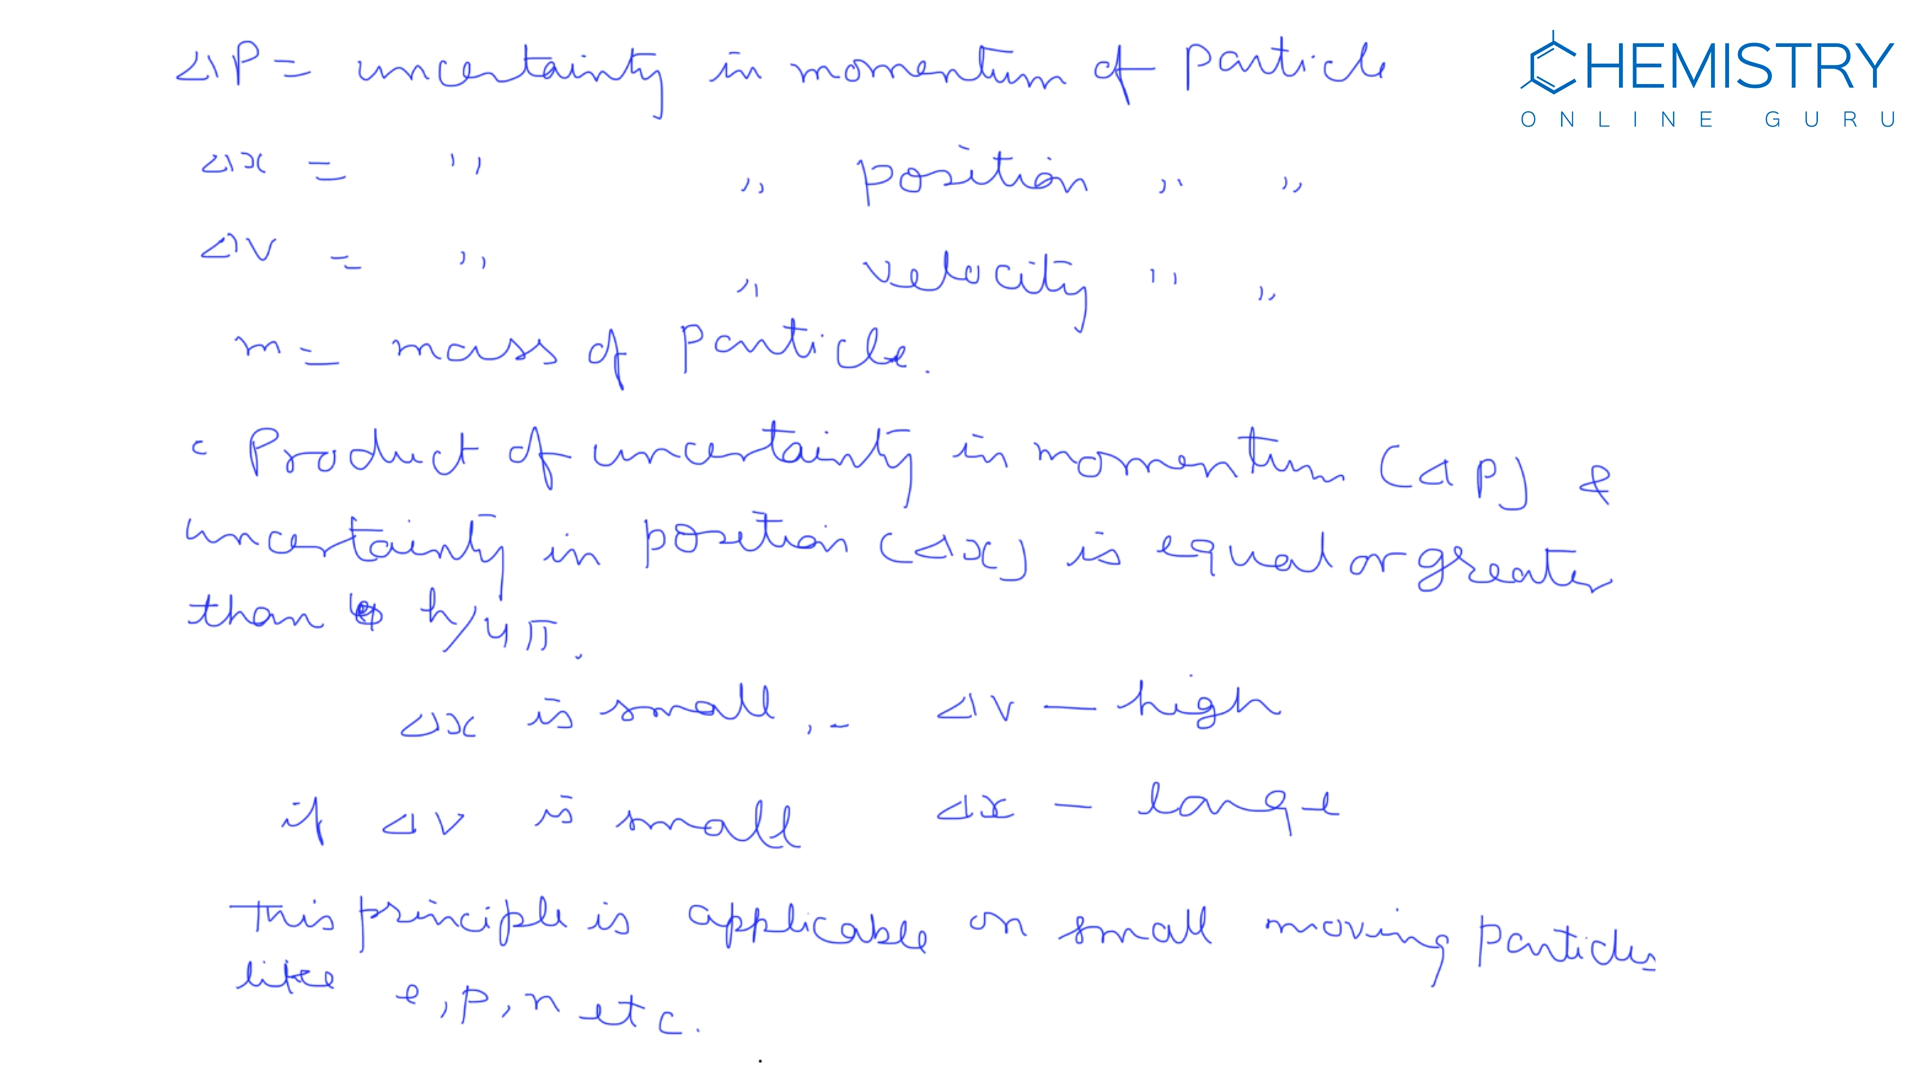 ΔP = uncertainty in momentum of particle
CHEMISTRY
ONLINE GURU
Δx = " " position " "
Δv = " " velocity " "
m = mass of particle.
Product of uncertainty in momentum (ΔP) &
uncertainty in position (Δx) is equal or greater
than h/4π.
Δx is small, - Δv — high
if Δv is small Δx — large
This principle is applicable on small moving particles
like e, p, n etc.